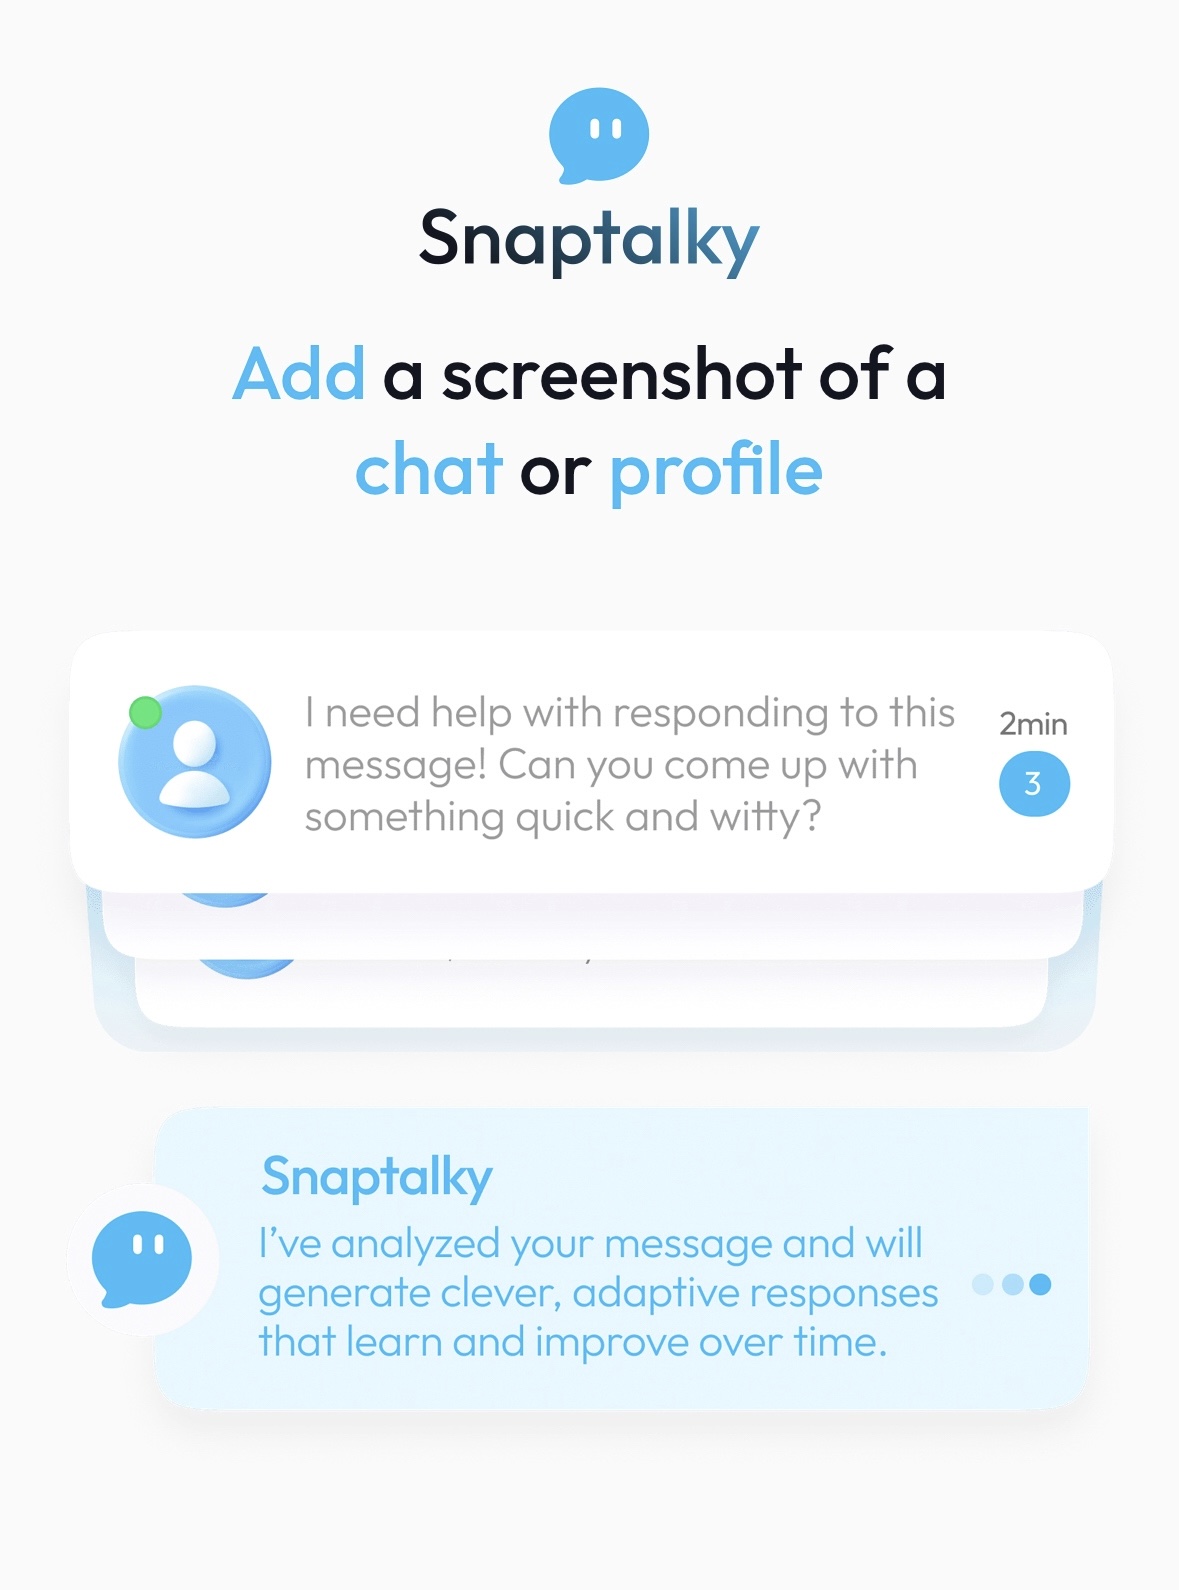 Snaptalky
Add a screenshot of a
chat or profile
I need help with responding to this
message! Can you come up with
something quick and witty?
2min
3
Snaptalky
I've analyzed your message and will
generate clever, adaptive responses
that learn and improve over time.